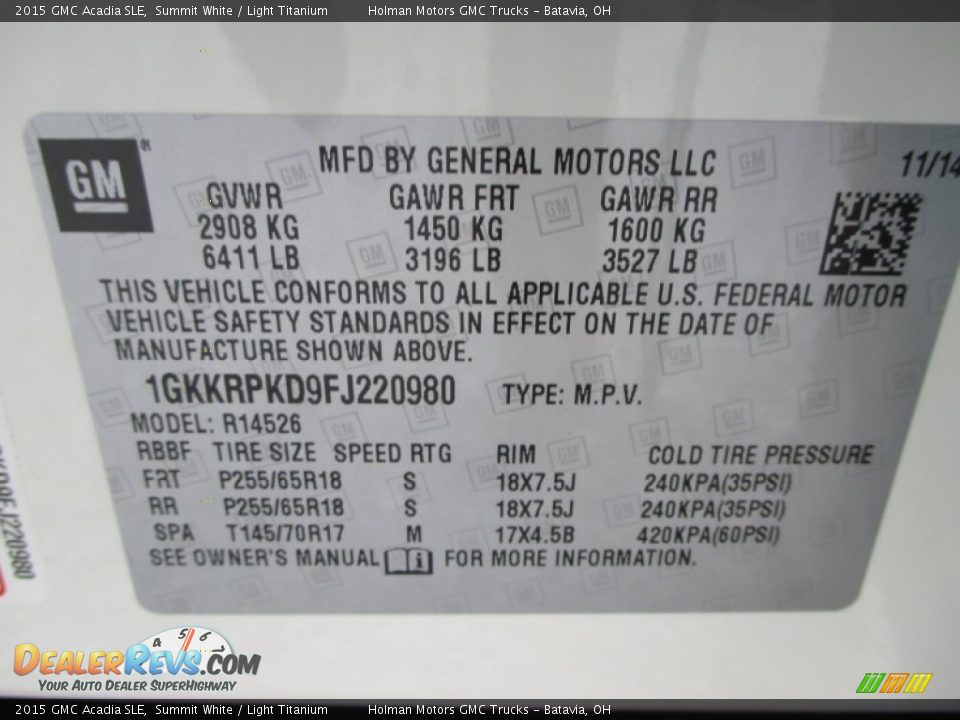 2015 GMC Acadia SLE, Summit White / Light Titanium Holman Motors GMC Trucks - Batavia, OH
GM®
MFD BY GENERAL MOTORS LLC 11/14
GVWR GAWR FRT GAWR RR
2908 KG 1450 KG 1600 KG
6411 LB 3196 LB 3527 LB
THIS VEHICLE CONFORMS TO ALL APPLICABLE U.S. FEDERAL MOTOR
VEHICLE SAFETY STANDARDS IN EFFECT ON THE DATE OF
MANUFACTURE SHOWN ABOVE.
1GKKRPKD9FJ220980 TYPE: M.P.V.
MODEL: R14526
RBBF TIRE SIZE SPEED RTG RIM COLD TIRE PRESSURE
FRT P255/65R18 S 18X7.5J 240KPA(35PSI)
RR P255/65R18 S 18X7.5J 240KPA(35PSI)
SPA T145/70R17 M 17X4.5B 420KPA(60PSI)
SEE OWNER'S MANUAL i FOR MORE INFORMATION.
4 5 6
DEALERREVS.COM
YOUR AUTO DEALER SUPERHIGHWAY
2015 GMC Acadia SLE, Summit White / Light Titanium Holman Motors GMC Trucks - Batavia, OH